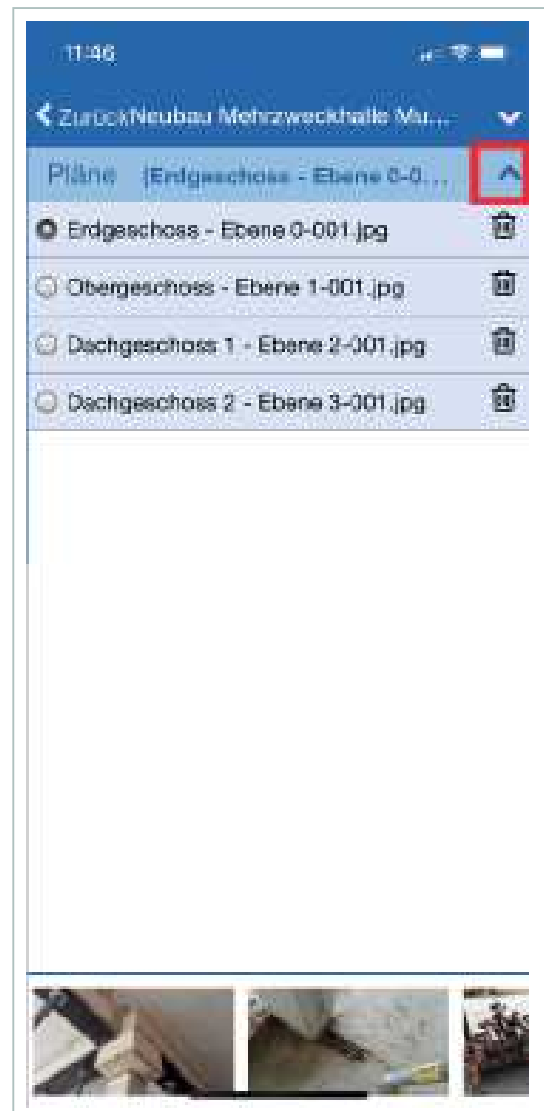 11:46
Zurück Neubau Mehrzweckhalle Mu...
Pläne (Erdgeschoss - Ebene 0-0...
Erdgeschoss - Ebene 0-001.jpg
Obergeschoss - Ebene 1-001.jpg
Dachgeschoss 1 - Ebene 2-001.jpg
Dachgeschoss 2 - Ebene 3-001.jpg